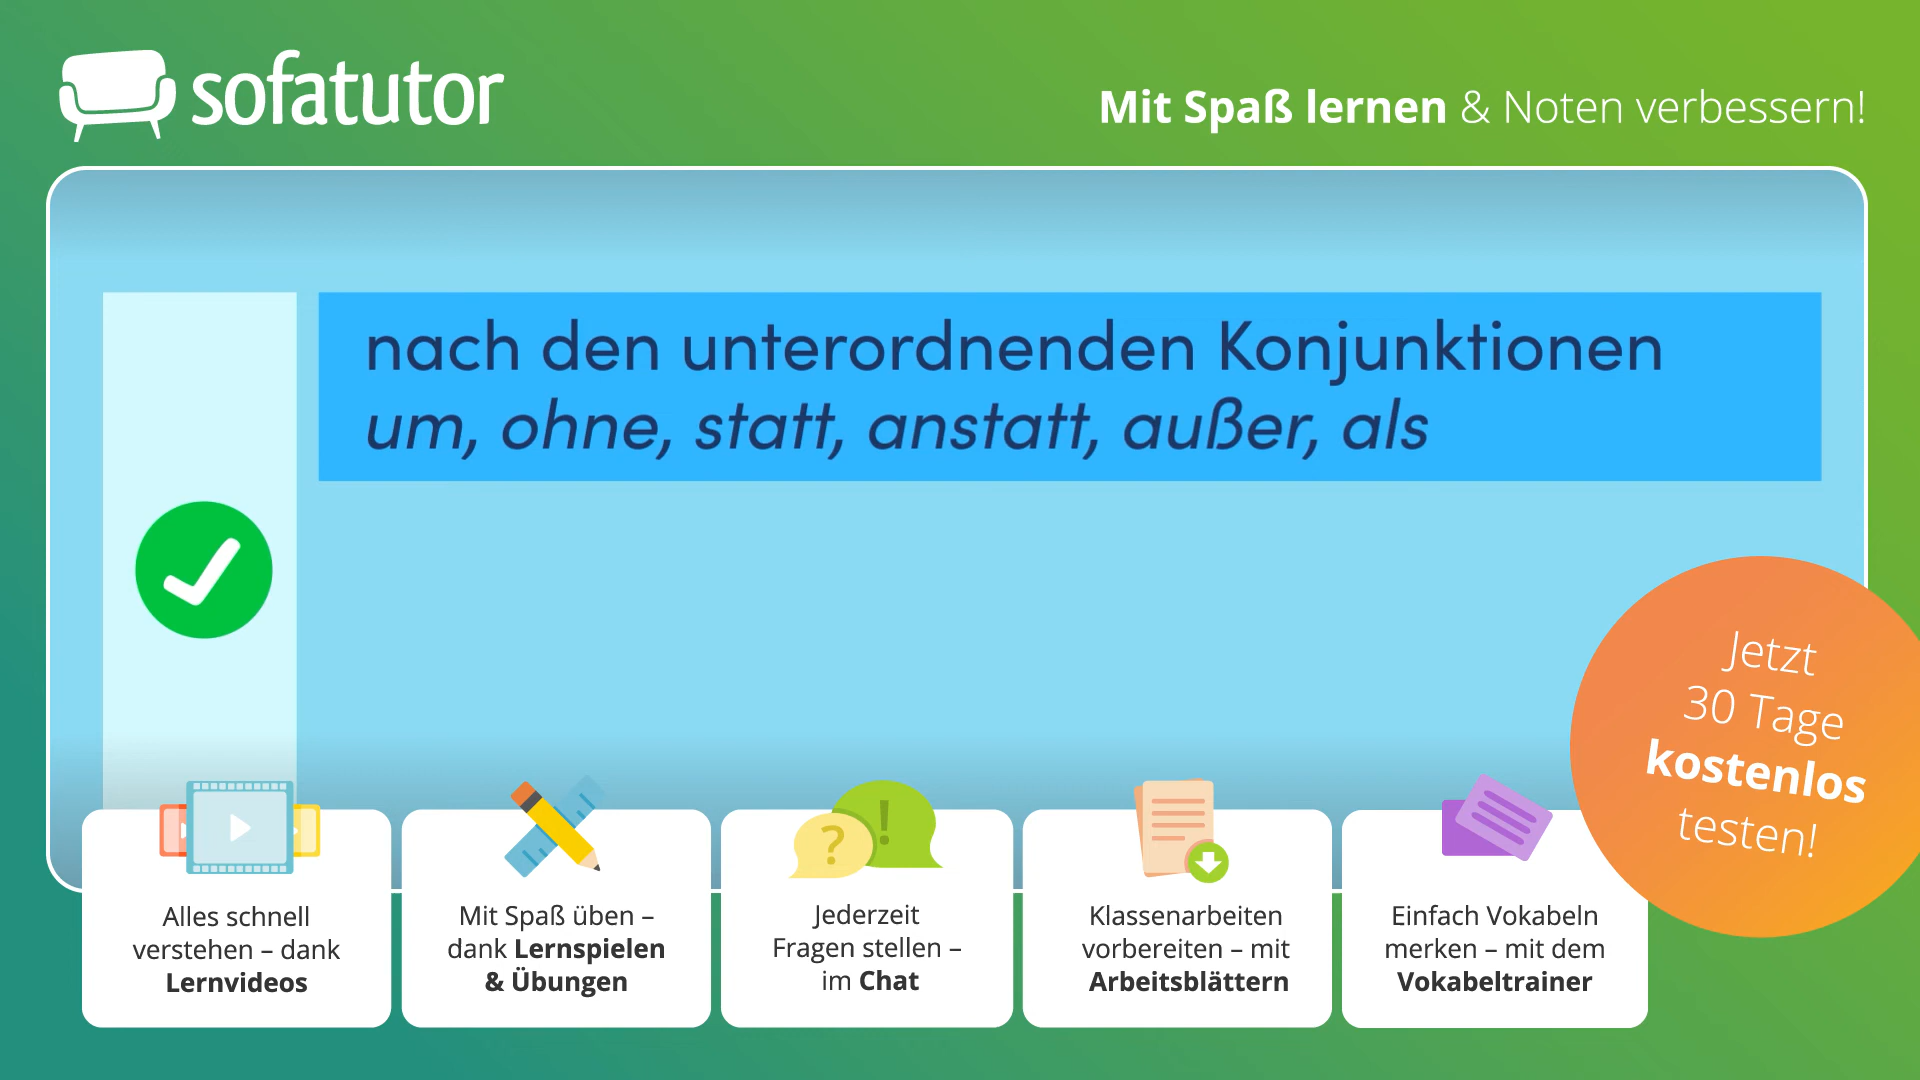 sofatutor
Mit Spaß lernen & Noten verbessern!
nach den unterordnenden Konjunktionen
um, ohne, statt, anstatt, außer, als
Jetzt
30 Tage
kostenlos
testen!
? !
Alles schnell
verstehen – dank
Lernvideos
Mit Spaß üben –
dank Lernspielen
& Übungen
Jederzeit
Fragen stellen –
im Chat
Klassenarbeiten
vorbereiten – mit
Arbeitsblättern
Einfach Vokabeln
merken – mit dem
Vokabeltrainer